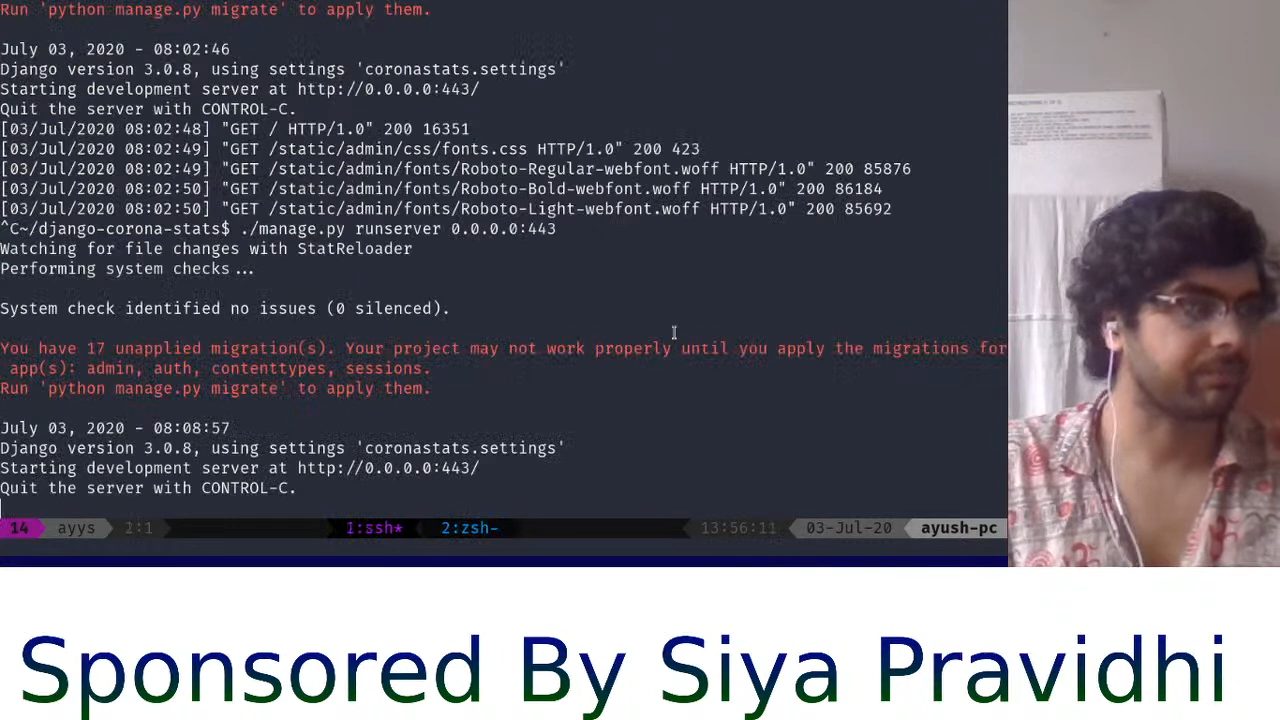 Run 'python manage.py migrate' to apply them.
July 03, 2020 - 08:02:46
Django version 3.0.8, using settings 'coronastats.settings'
Starting development server at http://0.0.0.0:443/
Quit the server with CONTROL-C.
[03/Jul/2020 08:02:48] "GET / HTTP/1.0" 200 16351
[03/Jul/2020 08:02:49] "GET /static/admin/css/fonts.css HTTP/1.0" 200 423
[03/Jul/2020 08:02:49] "GET /static/admin/fonts/Roboto-Regular-webfont.woff HTTP/1.0" 200 85876
[03/Jul/2020 08:02:50] "GET /static/admin/fonts/Roboto-Bold-webfont.woff HTTP/1.0" 200 86184
[03/Jul/2020 08:02:50] "GET /static/admin/fonts/Roboto-Light-webfont.woff HTTP/1.0" 200 85692
^C~/django-corona-stats$ ./manage.py runserver 0.0.0.0:443
Watching for file changes with StatReloader
Performing system checks...
System check identified no issues (0 silenced).
You have 17 unapplied migration(s). Your project may not work properly until you apply the migrations for
app(s): admin, auth, contenttypes, sessions.
Run 'python manage.py migrate' to apply them.
July 03, 2020 - 08:08:57
Django version 3.0.8, using settings 'coronastats.settings'
Starting development server at http://0.0.0.0:443/
Quit the server with CONTROL-C.
14 ayys 2:1 1:ssh* 2:zsh- 13:56:11 03-Jul-20 ayush-pc
Sponsored By Siya Pravidhi